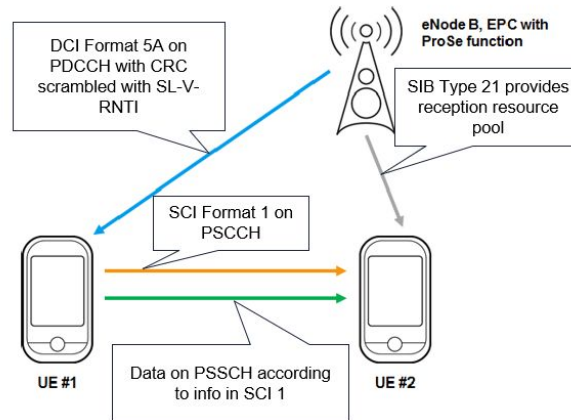 DCI Format 5A on
PDCCH with CRC
scrambled with SL-V-
RNTI
eNode B, EPC with
ProSe function
SIB Type 21 provides
reception resource
pool
SCI Format 1 on
PSCCH
Data on PSSCH according
to info in SCI 1
UE #1
UE #2